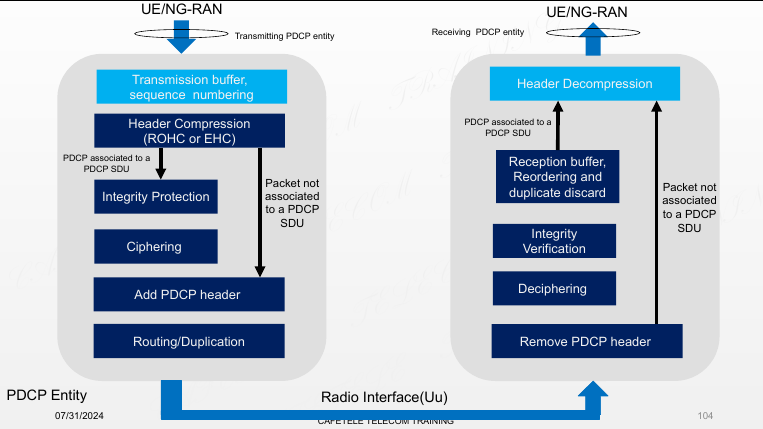 UE/NG-RAN
Transmitting PDCP entity
Transmission buffer,
sequence numbering
Header Compression
(ROHC or EHC)
PDCP associated to a
PDCP SDU
Integrity Protection
Packet not
associated
to a PDCP
SDU
Ciphering
Add PDCP header
Routing/Duplication
UE/NG-RAN
Receiving PDCP entity
Header Decompression
PDCP associated to a
PDCP SDU
Reception buffer,
Reordering and
duplicate discard
Packet not
associated
to a PDCP
SDU
Integrity
Verification
Deciphering
Remove PDCP header
PDCP Entity
Radio Interface(Uu)
07/31/2024
CAFETELE TELECOM TRAINING
104